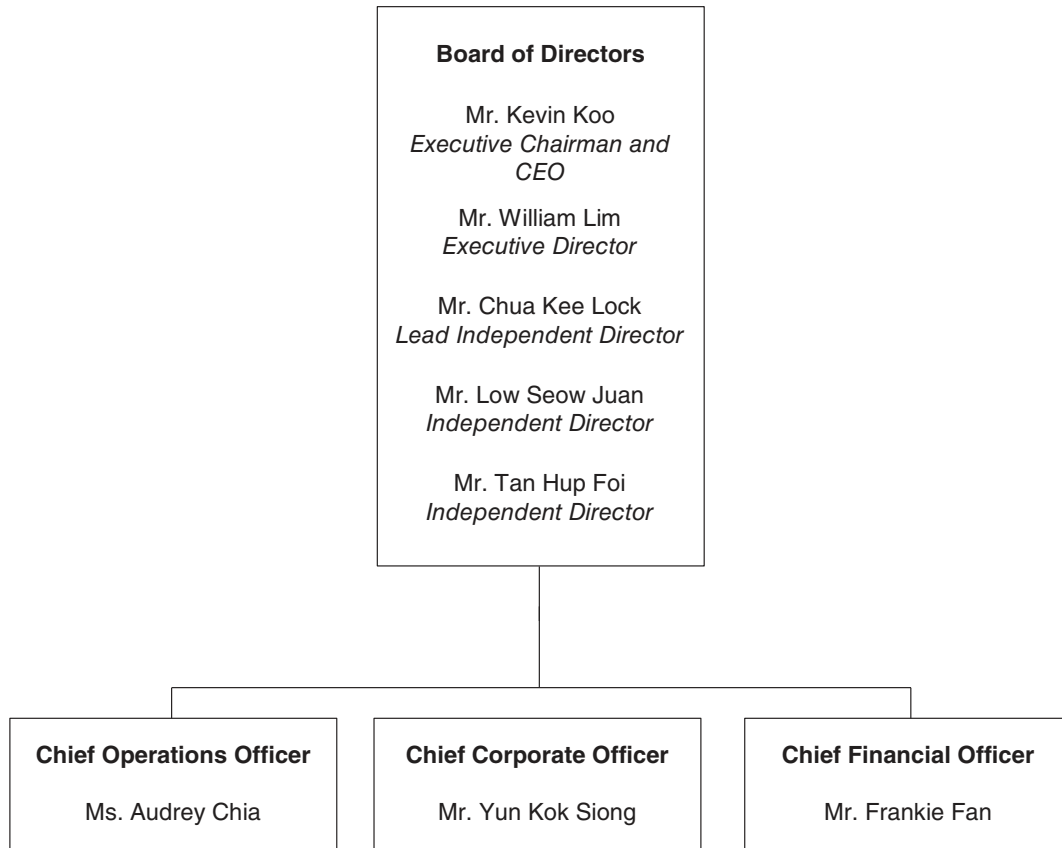 Board of Directors
Mr. Kevin Koo
Executive Chairman and
CEO
Mr. William Lim
Executive Director
Mr. Chua Kee Lock
Lead Independent Director
Mr. Low Seow Juan
Independent Director
Mr. Tan Hup Foi
Independent Director
Chief Operations Officer
Ms. Audrey Chia
Chief Corporate Officer
Mr. Yun Kok Siong
Chief Financial Officer
Mr. Frankie Fan